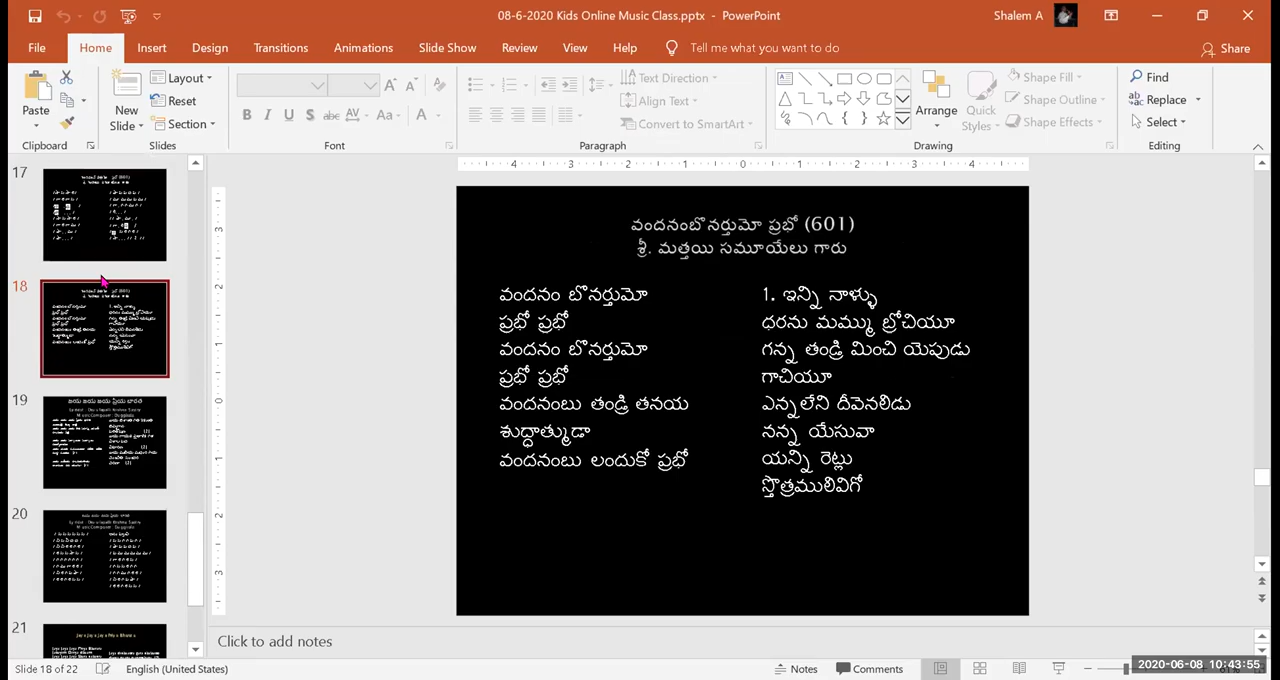 08-6-2020 Kids Online Music Class.pptx - PowerPoint
Shalem A
File Home Insert Design Transitions Animations Slide Show Review View Help Tell me what you want to do
Share
Paste
Clipboard
New Slide
Layout
Reset
Section
Slides
Font
Text Direction
Align Text
Convert to SmartArt
Paragraph
Arrange
Quick Styles
Shape Fill
Shape Outline
Shape Effects
Drawing
Find
Replace
Select
Editing
17
18
19
20
21
వందనంబొనర్తుమో ప్రభో (601)
శ్రీ. మత్తయి సమూయేలు గారు
వందనం బొనర్తుమో
ప్రభో ప్రభో
వందనం బొనర్తుమో
ప్రభో ప్రభో
వందనంబు తండ్రి తనయ
శుద్ధాత్ముడా
వందనంబు లందుకో ప్రభో
1. ఇన్ని నాళ్ళు
ధరను మమ్ము బ్రోచియూ
గన్న తండ్రి మించి యెపుడు
గాచియూ
ఎన్నలేని దీవెనలిడు
నన్న యేసువా
యన్ని రెట్లు
స్తొత్రములివిగో
Click to add notes
Slide 18 of 22
English (United States)
Notes
Comments
2020-06-08 10:43:55